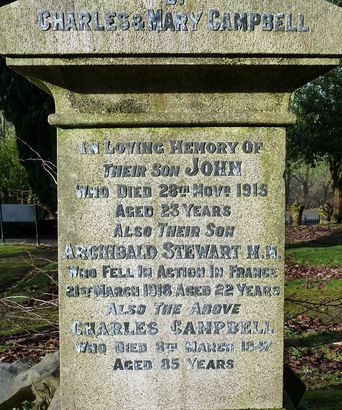 CHARLES & MARY CAMPBELL
IN LOVING MEMORY OF
THEIR SON JOHN
WHO DIED 28TH NOVR 1915
AGED 23 YEARS
ALSO THEIR SON
ARCHIBALD STEWART M.M.
WHO FELL IN ACTION IN FRANCE
21ST MARCH 1918 AGED 22 YEARS
ALSO THE ABOVE
CHARLES CAMPBELL
WHO DIED 8TH MARCH
AGED 85 YEARS